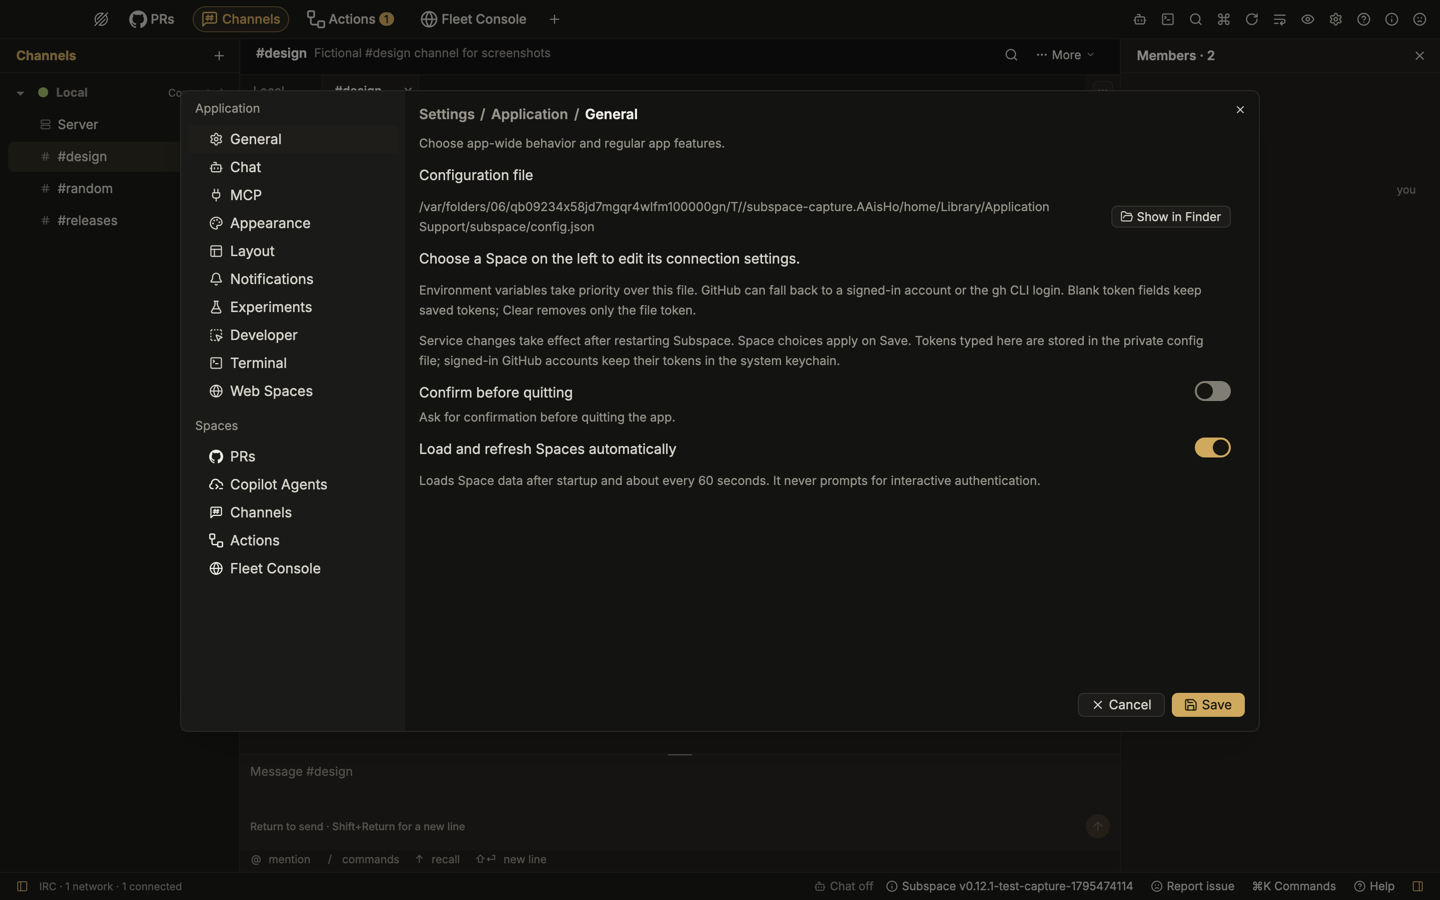 PRs
Channels
Actions 1
Fleet Console
Channels
#design Fictional #design channel for screenshots
More
Members · 2
Local
Server
#design
#random
#releases
you
Application
General
Chat
MCP
Appearance
Layout
Notifications
Experiments
Developer
Terminal
Web Spaces
Spaces
PRs
Copilot Agents
Channels
Actions
Fleet Console
Settings / Application / General
Choose app-wide behavior and regular app features.
Configuration file
/var/folders/06/qb09234x58jd7mgqr4wlfm100000gn/T//subspace-capture.AAisHo/home/Library/Application
Support/subspace/config.json
Show in Finder
Choose a Space on the left to edit its connection settings.
Environment variables take priority over this file. GitHub can fall back to a signed-in account or the gh CLI login. Blank token fields keep
saved tokens; Clear removes only the file token.
Service changes take effect after restarting Subspace. Space choices apply on Save. Tokens typed here are stored in the private config
file; signed-in GitHub accounts keep their tokens in the system keychain.
Confirm before quitting
Ask for confirmation before quitting the app.
Load and refresh Spaces automatically
Loads Space data after startup and about every 60 seconds. It never prompts for interactive authentication.
Cancel
Save
Message #design
Return to send · Shift+Return for a new line
@ mention / commands ↑ recall ⇧⏎ new line
IRC · 1 network · 1 connected
Chat off
Subspace v0.12.1-test-capture-1795474114
Report issue
⌘K Commands
Help